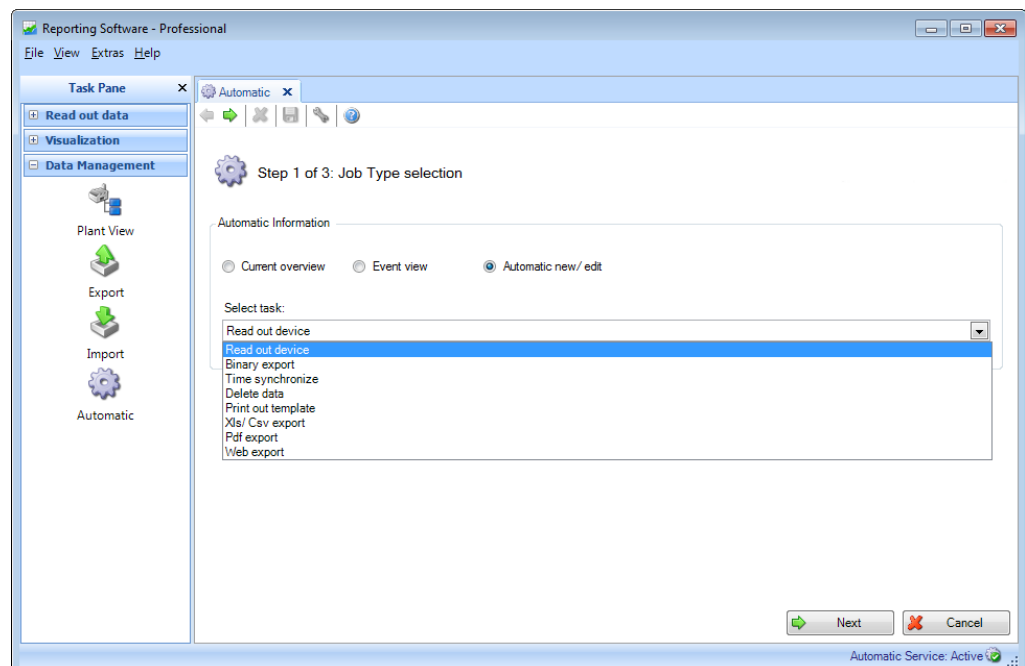 Reporting Software - Professional
File View Extras Help
Task Pane
Read out data
Visualization
Data Management
Plant View
Export
Import
Automatic
Automatic
Step 1 of 3: Job Type selection
Automatic Information
Current overview Event view Automatic new/ edit
Select task:
Read out device
Read out device
Binary export
Time synchronize
Delete data
Print out template
Xls/ Csv export
Pdf export
Web export
Next Cancel
Automatic Service: Active